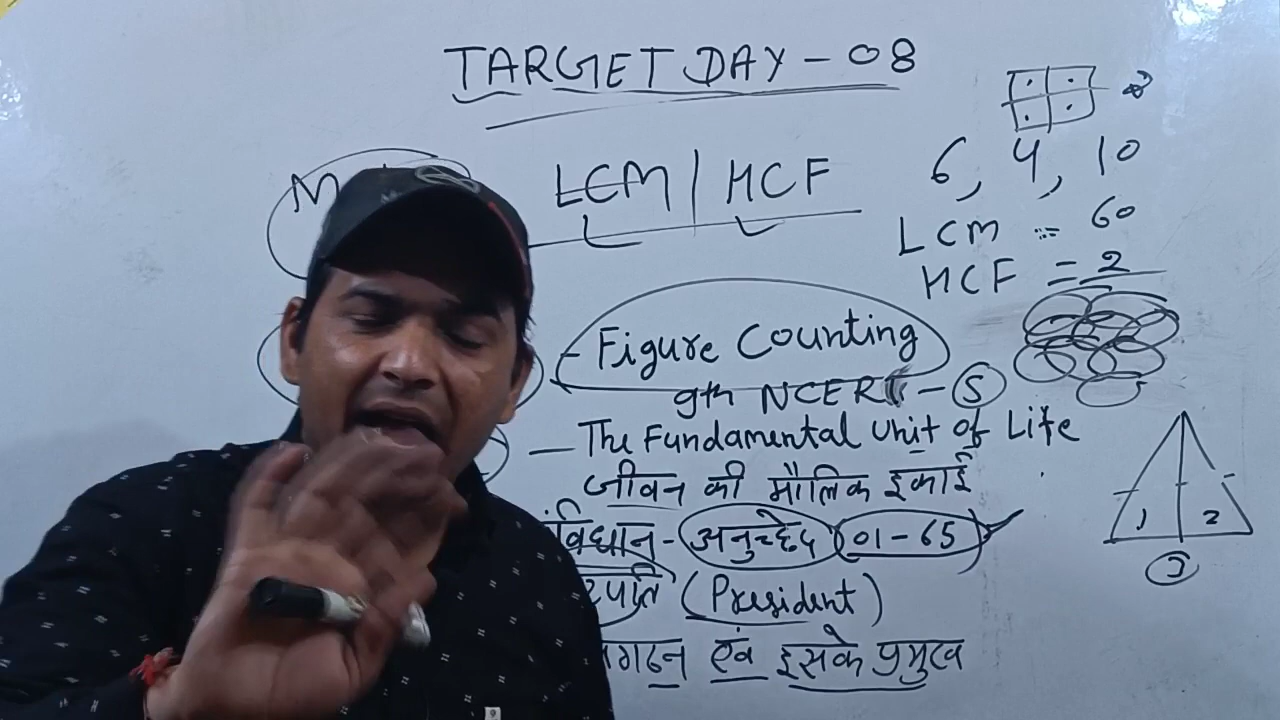 TARGET DAY - 08
LCM | HCF
6, 4, 10
LCM = 60
HCF = 2
- Figure Counting
9th NCERT - 5
- The Fundamental Unit of Life
जीवन की मौलिक इकाई
अनुच्छेद 01-65
(President)
एवं इसके प्रमुख
1 2
3